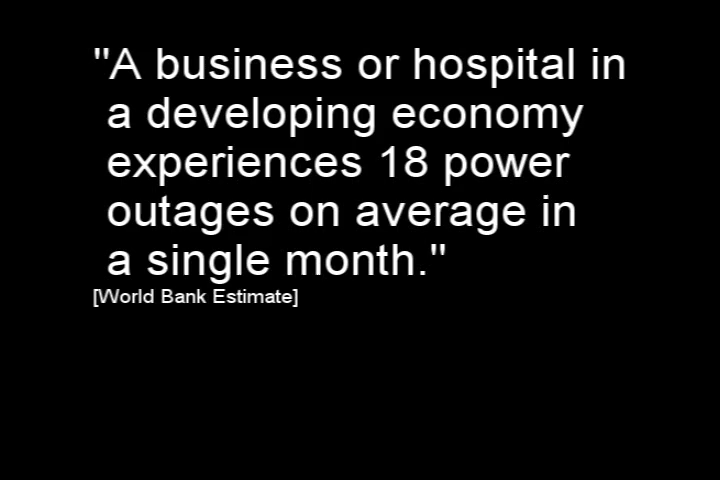 "A business or hospital in
a developing economy
experiences 18 power
outages on average in
a single month."
[World Bank Estimate]